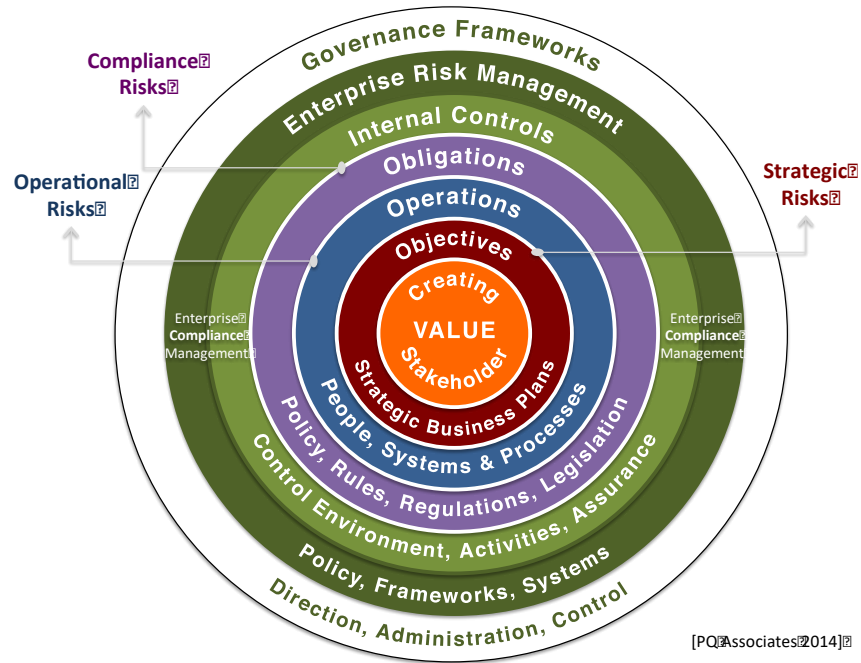 Governance Frameworks
Compliance
Risks
Enterprise Risk Management
Internal Controls
Obligations
Operational
Risks
Operations
Strategic
Risks
Objectives
Creating
VALUE
Stakeholder
Enterprise
Compliance
Management
Enterprise
Compliance
Management
Strategic Business Plans
People, Systems & Processes
Policy, Rules, Regulations, Legislation
Control Environment, Activities, Assurance
Policy, Frameworks, Systems
Direction, Administration, Control
[PQ Associates 2014]